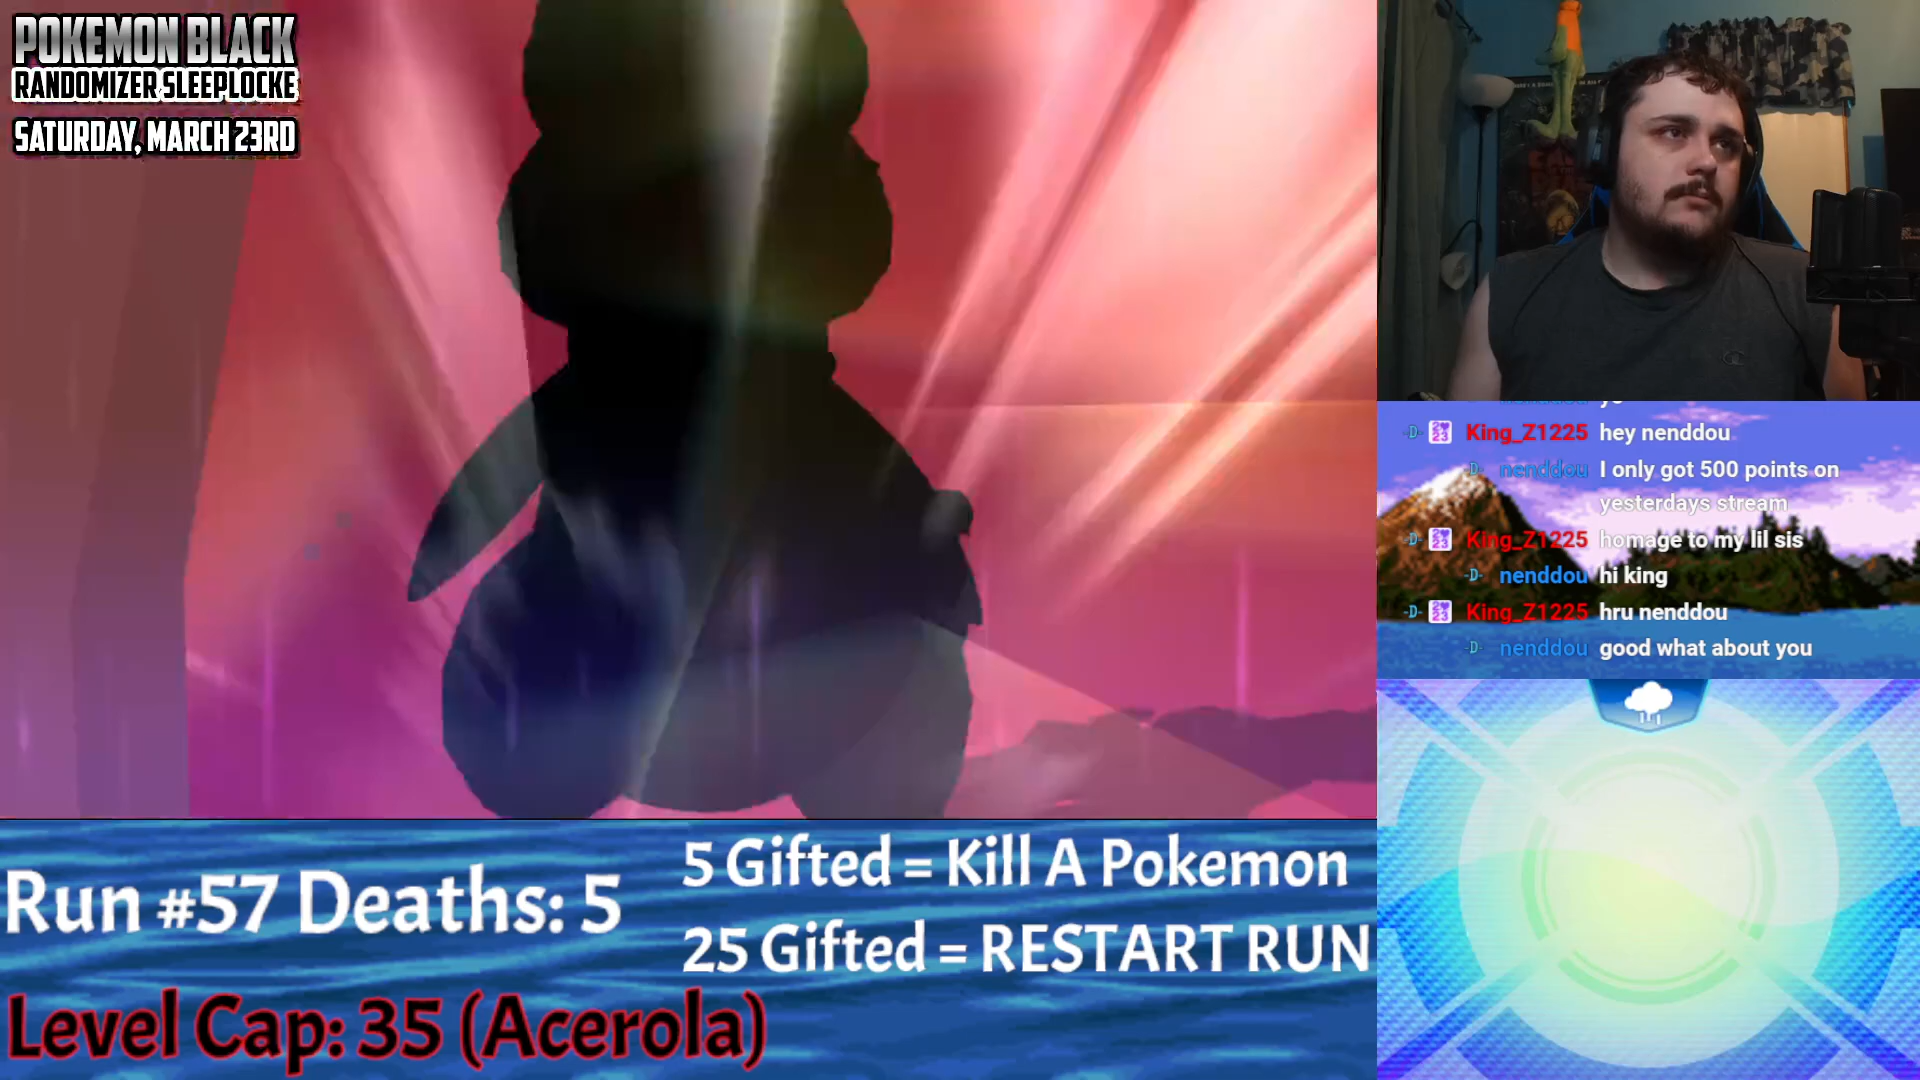 POKEMON BLACK
RANDOMIZER SLEEPLOCKE
SATURDAY, MARCH 23RD
-D- King_Z1225 hey nenddou
-D- nenddou I only got 500 points on
yesterdays stream
-D- King_Z1225 homage to my lil sis
-D- nenddou hi king
-D- King_Z1225 hru nenddou
-D- nenddou good what about you
Run #57 Deaths: 5
5 Gifted = Kill A Pokemon
25 Gifted = RESTART RUN
Level Cap: 35 (Acerola)